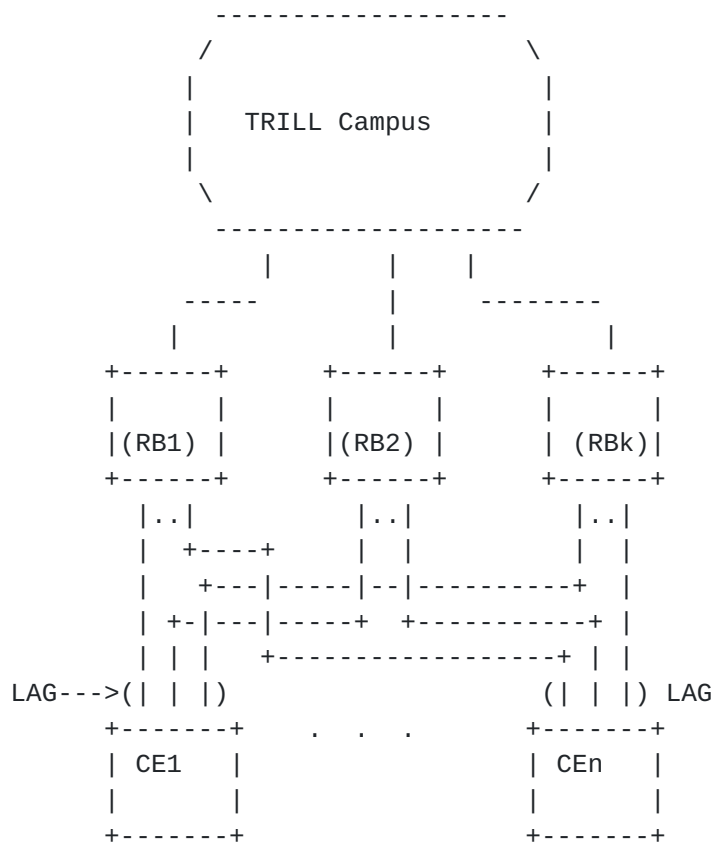 TRILL Campus
(RB1) (RB2) (RBk)
LAG--->(| | |) (| | |) LAG
. . .
CE1 CEn